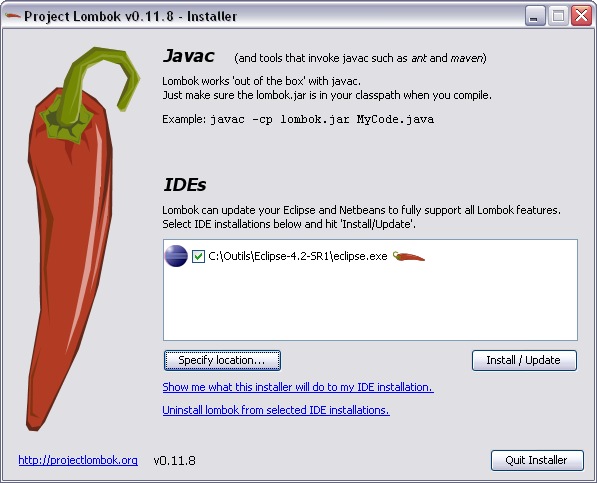 Project Lombok v0.11.8 - Installer
Javac (and tools that invoke javac such as ant and maven)
Lombok works 'out of the box' with javac.
Just make sure the lombok.jar is in your classpath when you compile.
Example: javac -cp lombok.jar MyCode.java
IDEs
Lombok can update your Eclipse and Netbeans to fully support all Lombok features.
Select IDE installations below and hit 'Install/Update'.
C:\Outils\Eclipse-4.2-SR1\eclipse.exe
Specify location... Install / Update
Show me what this installer will do to my IDE installation.
Uninstall lombok from selected IDE installations.
http://projectlombok.org v0.11.8 Quit Installer